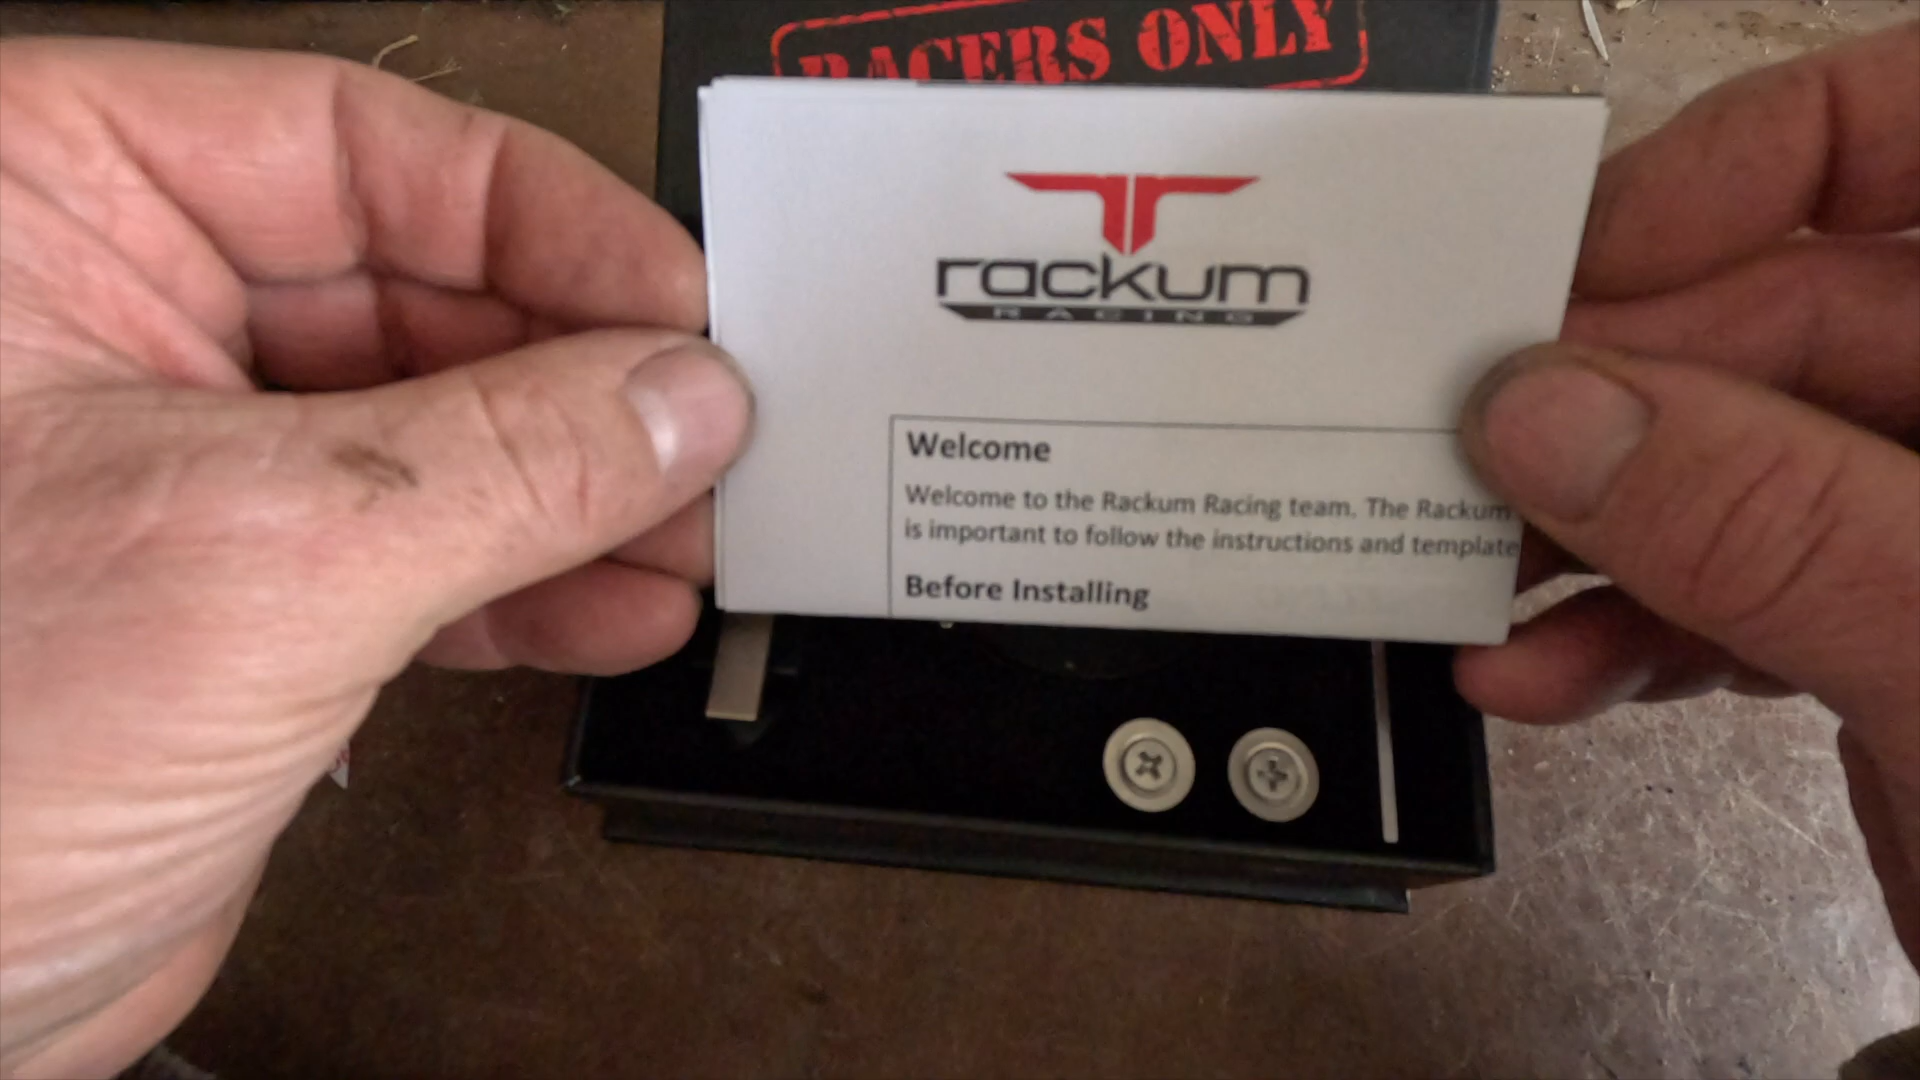 RACERS ONLY
rackum
RACING
Welcome
Welcome to the Rackum Racing team. The Rackum
is important to follow the instructions and template
Before Installing